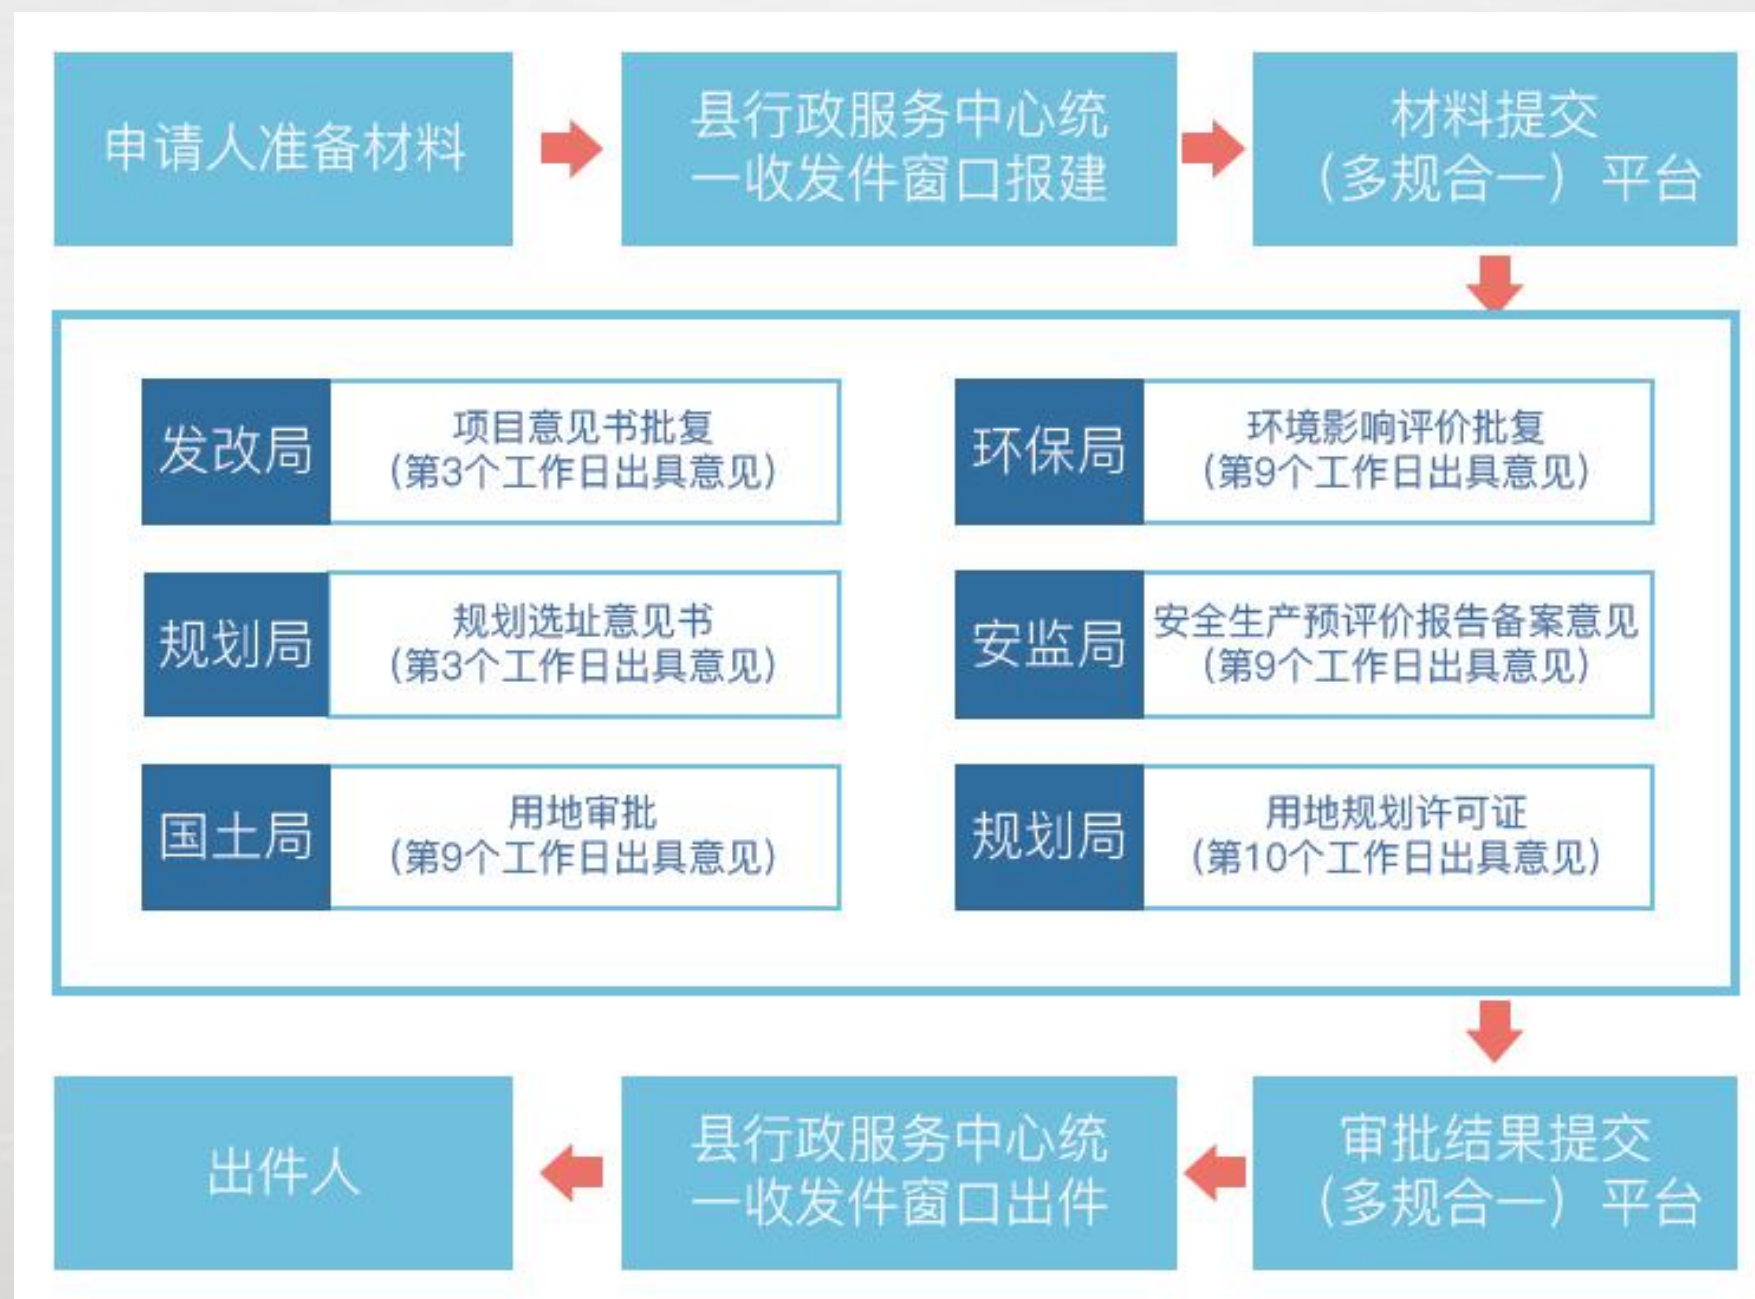 申请人准备材料
县行政服务中心统
一收发件窗口报建
材料提交
（多规合一）平台
发改局
项目意见书批复
(第3个工作日出具意见)
环保局
环境影响评价批复
(第9个工作日出具意见)
规划局
规划选址意见书
(第3个工作日出具意见)
安监局
安全生产预评价报告备案意见
(第9个工作日出具意见)
国土局
用地审批
(第9个工作日出具意见)
规划局
用地规划许可证
(第10个工作日出具意见)
出件人
县行政服务中心统
一收发件窗口出件
审批结果提交
（多规合一）平台